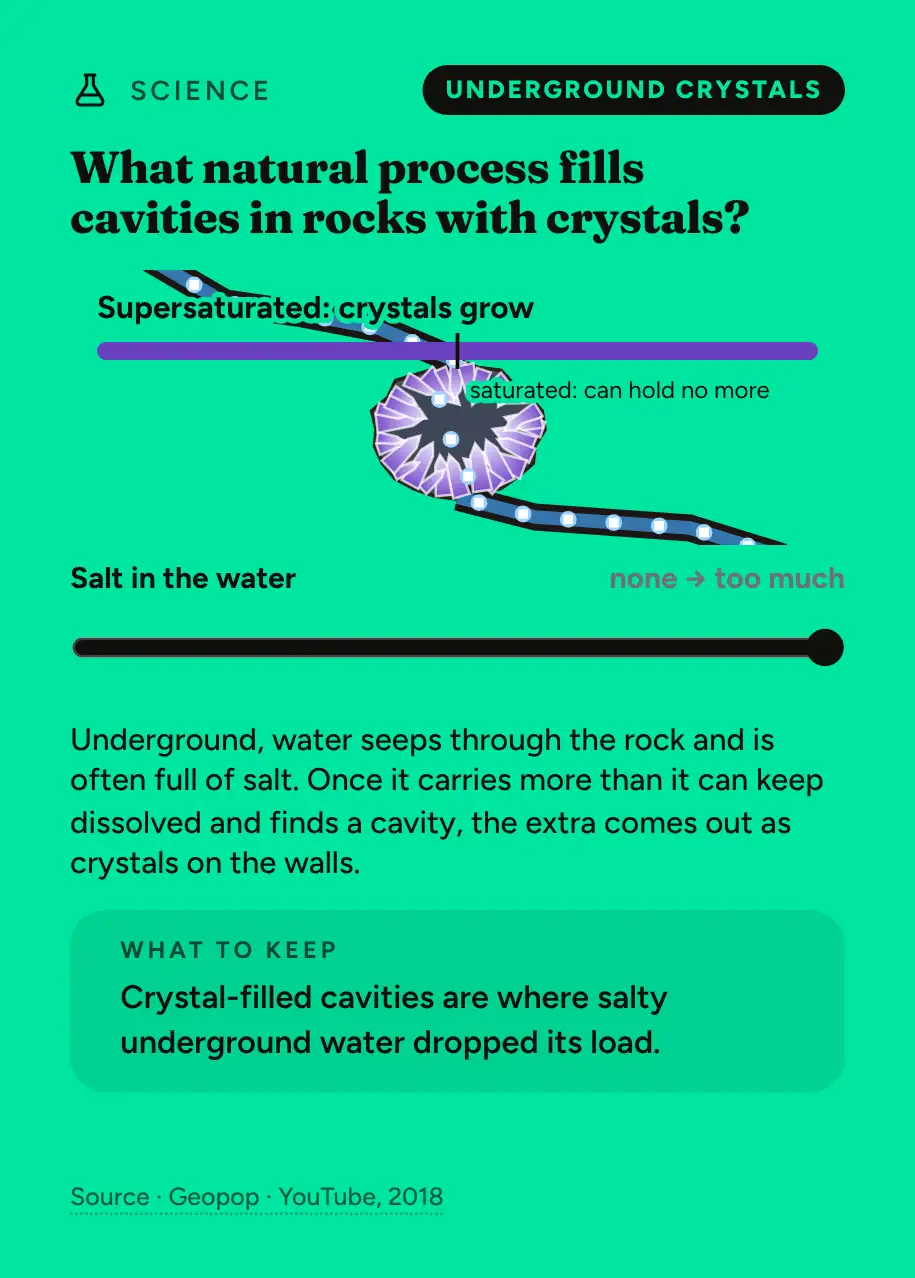 SCIENCE
UNDERGROUND CRYSTALS
What natural process fills
cavities in rocks with crystals?
Supersaturated: crystals grow
saturated: can hold no more
Salt in the water
none → too much
Underground, water seeps through the rock and is
often full of salt. Once it carries more than it can keep
dissolved and finds a cavity, the extra comes out as
crystals on the walls.
WHAT TO KEEP
Crystal-filled cavities are where salty
underground water dropped its load.
Source · Geopop · YouTube, 2018